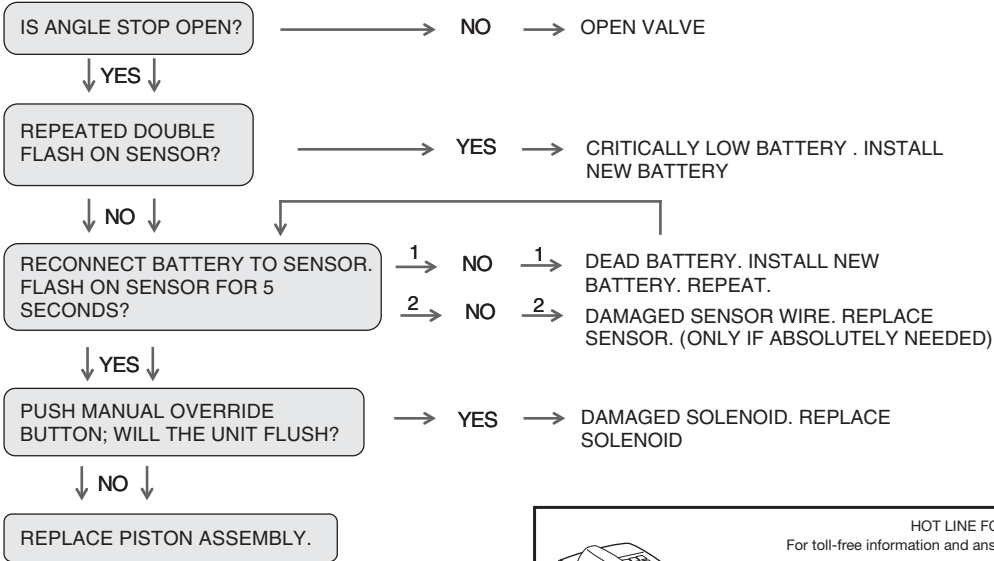 IS ANGLE STOP OPEN?
NO
OPEN VALVE
YES
REPEATED DOUBLE
FLASH ON SENSOR?
YES
CRITICALLY LOW BATTERY . INSTALL
NEW BATTERY
NO
RECONNECT BATTERY TO SENSOR.
FLASH ON SENSOR FOR 5
SECONDS?
1
NO
1
DEAD BATTERY. INSTALL NEW
BATTERY. REPEAT.
2
NO
2
DAMAGED SENSOR WIRE. REPLACE
SENSOR. (ONLY IF ABSOLUTELY NEEDED)
YES
PUSH MANUAL OVERRIDE
BUTTON; WILL THE UNIT FLUSH?
YES
DAMAGED SOLENOID. REPLACE
SOLENOID
NO
REPLACE PISTON ASSEMBLY.
HOT LINE FO
For toll-free information and ans